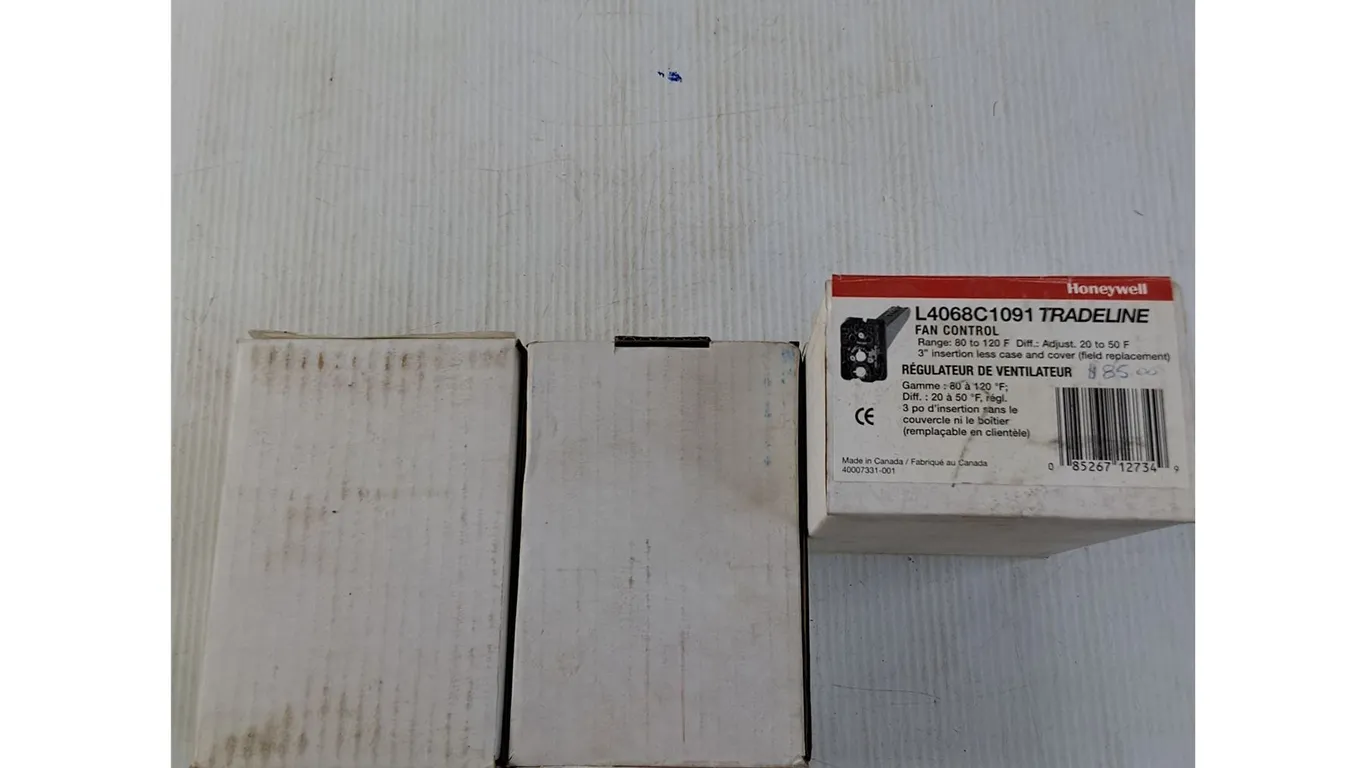 Honeywell
L4068C1091 TRADELINE
FAN CONTROL
Range: 80 to 120 F Diff.: Adjust. 20 to 50 F
3" insertion less case and cover (field replacement)
RÉGULATEUR DE VENTILATEUR $85.00
Gamme : 80 à 120 °F;
Diff. : 20 à 50 °F, régl.
3 po d'insertion sans le
couvercle ni le boîtier
(remplaçable en clientèle)
CE
Made in Canada / Fabriqué au Canada
40007331-001
0 85267 12734 9